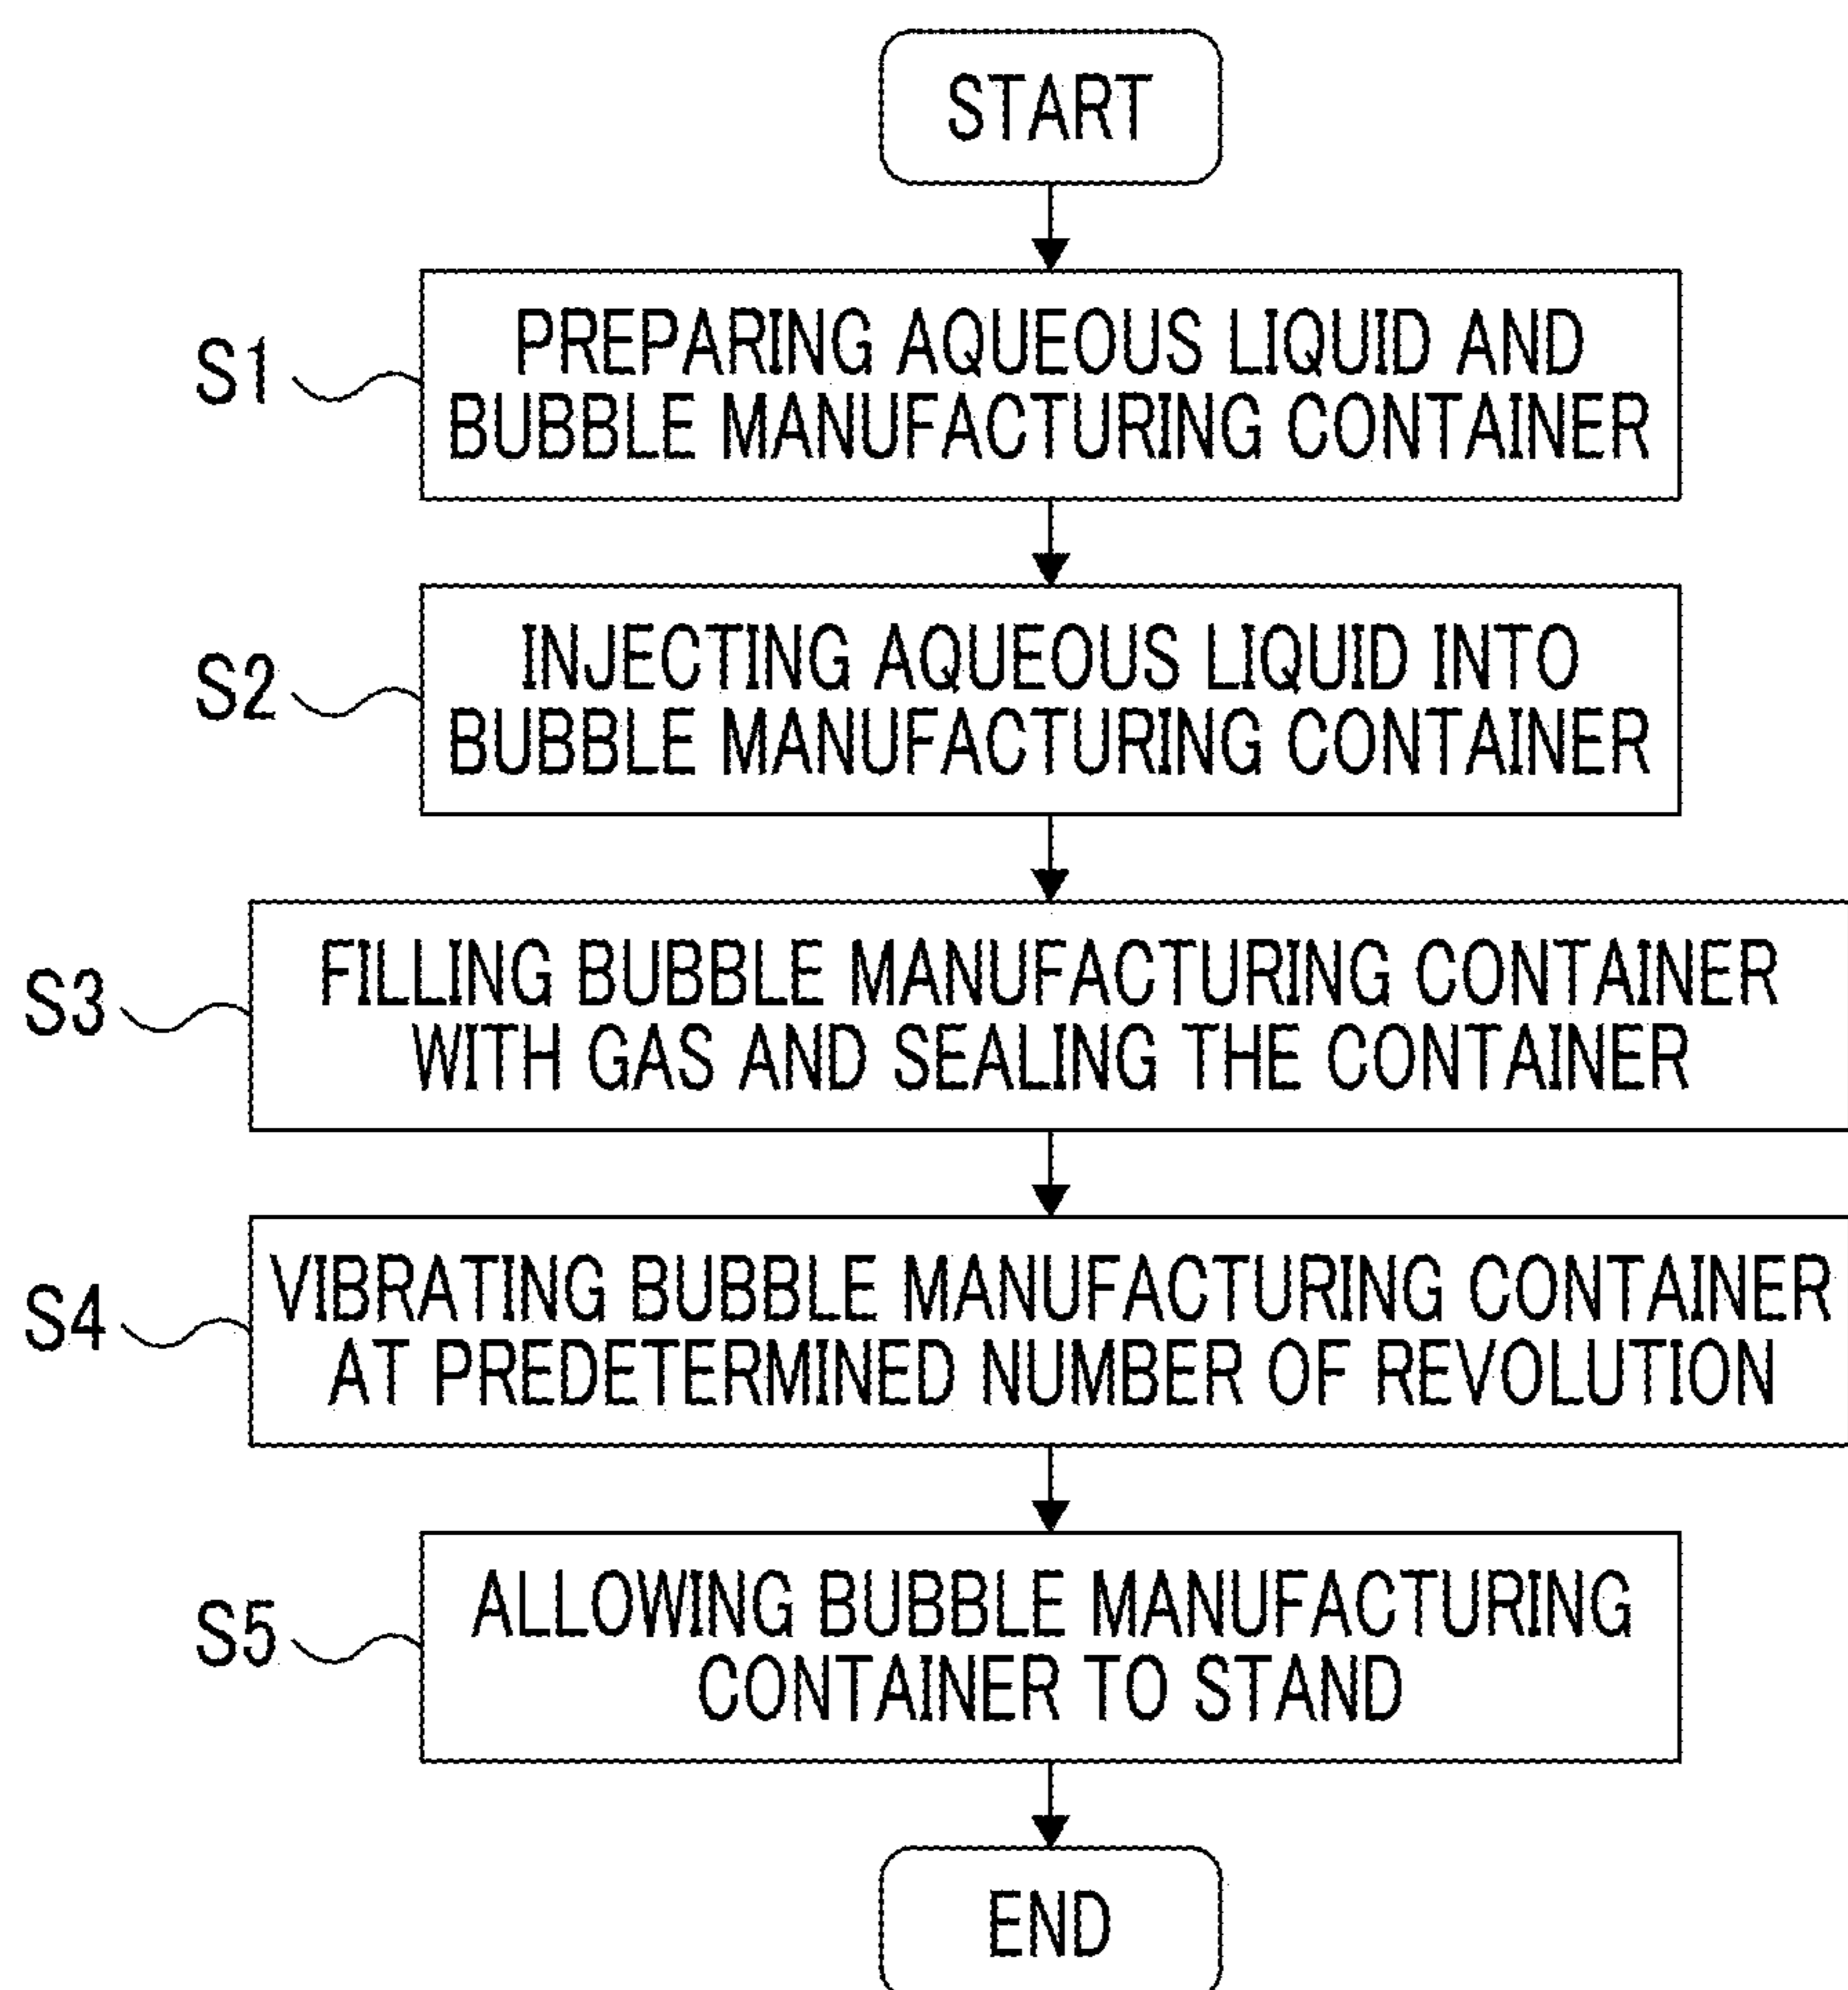 START
S1
PREPARING AQUEOUS LIQUID AND
BUBBLE MANUFACTURING CONTAINER
S2
INJECTING AQUEOUS LIQUID INTO
BUBBLE MANUFACTURING CONTAINER
S3
FILLING BUBBLE MANUFACTURING CONTAINER
WITH GAS AND SEALING THE CONTAINER
S4
VIBRATING BUBBLE MANUFACTURING CONTAINER
AT PREDETERMINED NUMBER OF REVOLUTION
S5
ALLOWING BUBBLE MANUFACTURING
CONTAINER TO STAND
END